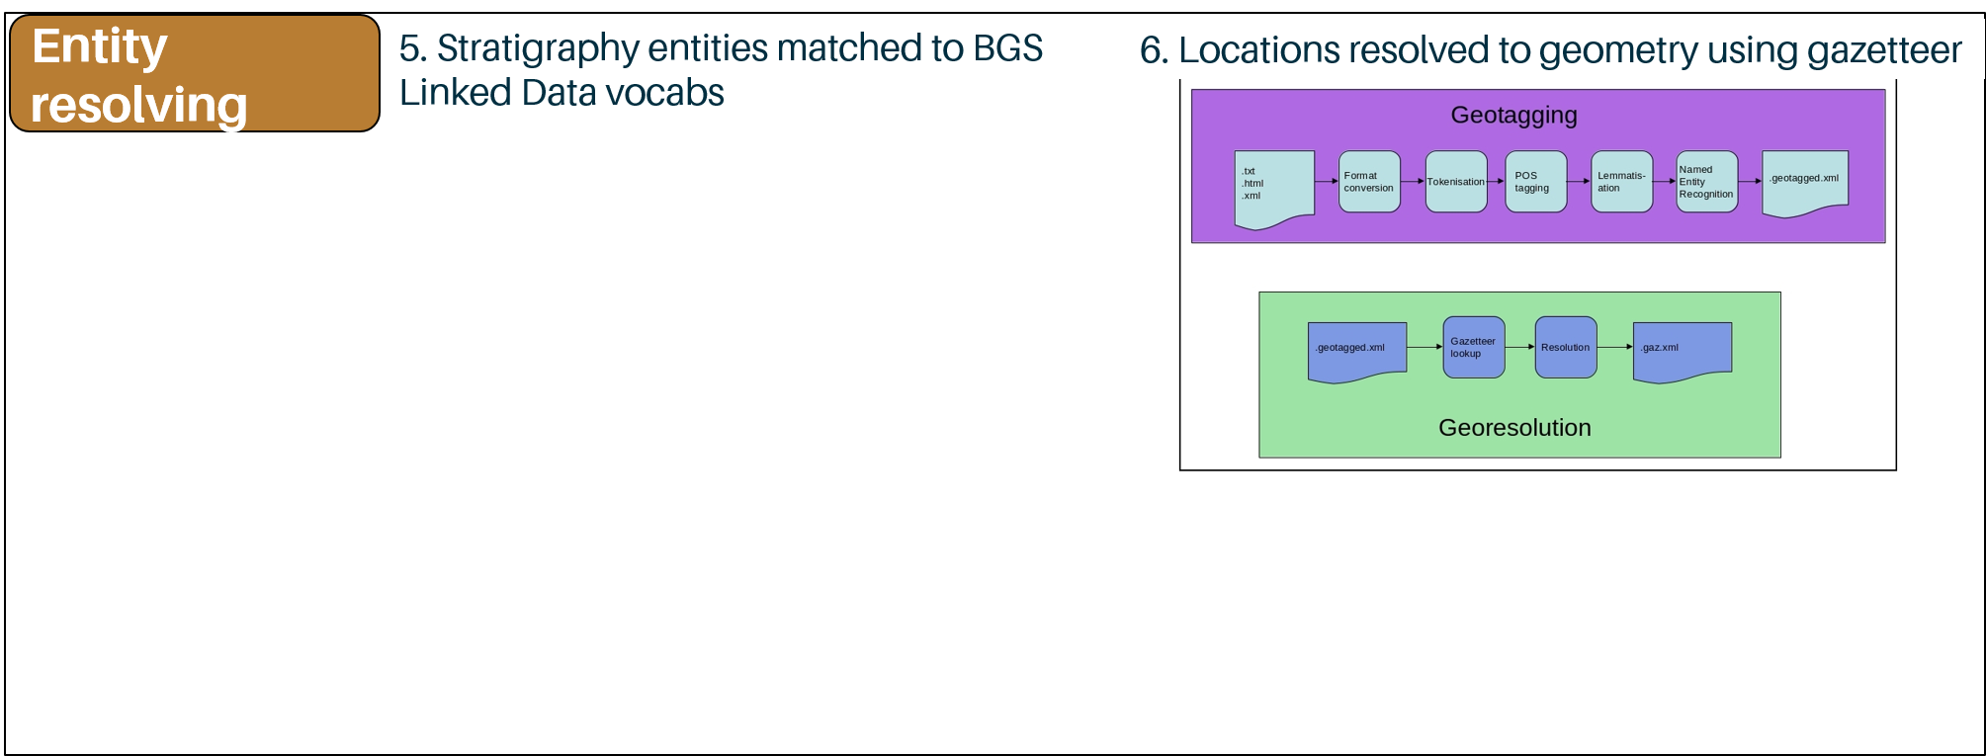 Entity
resolving
5. Stratigraphy entities matched to BGS
Linked Data vocabs
6. Locations resolved to geometry using gazetteer
Geotagging
.txt
.html
.xml
Format
conversion
Tokenisation
POS
tagging
Lemmatis-
ation
Named
Entity
Recognition
.geotagged.xml
.geotagged.xml
Gazetteer
lookup
Resolution
.gaz.xml
Georesolution